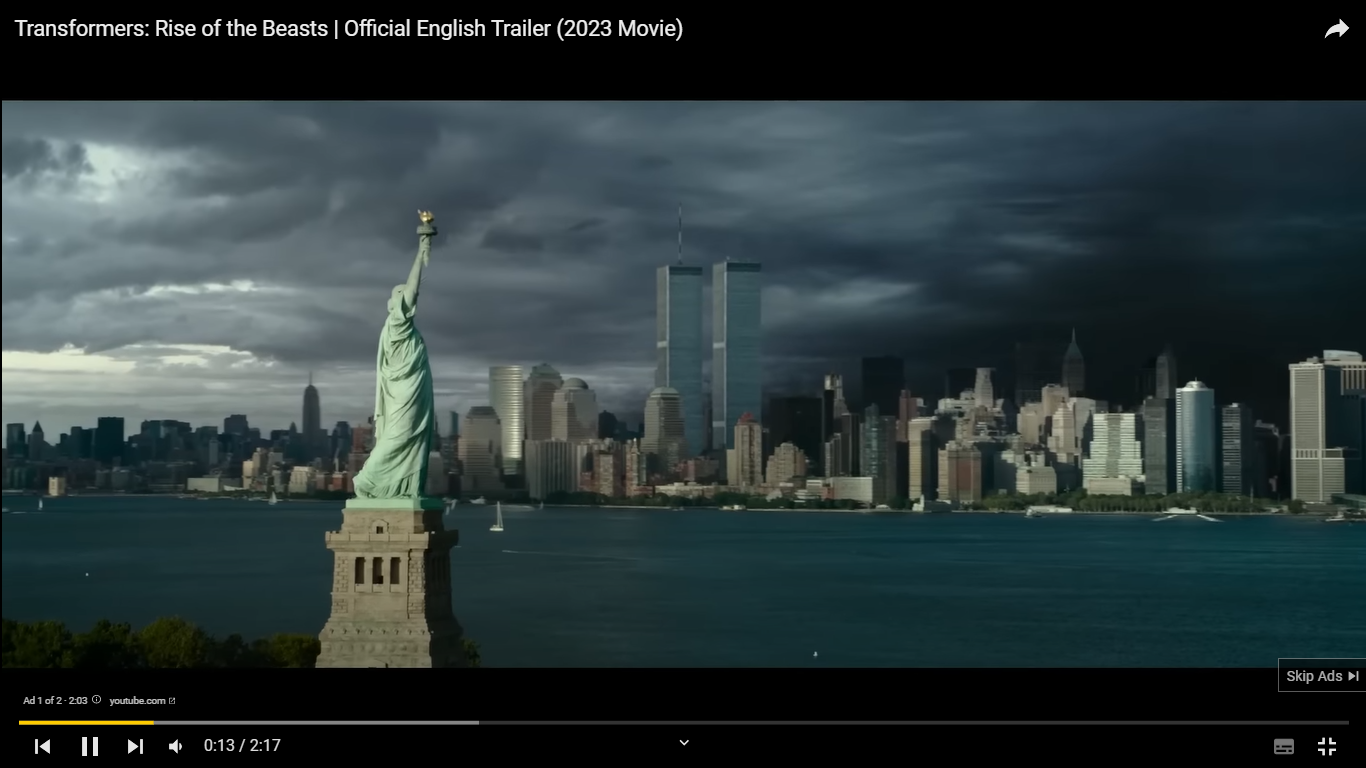 Transformers: Rise of the Beasts | Official English Trailer (2023 Movie)
Skip Ads
Ad 1 of 2 · 2:03 youtube.com
0:13 / 2:17